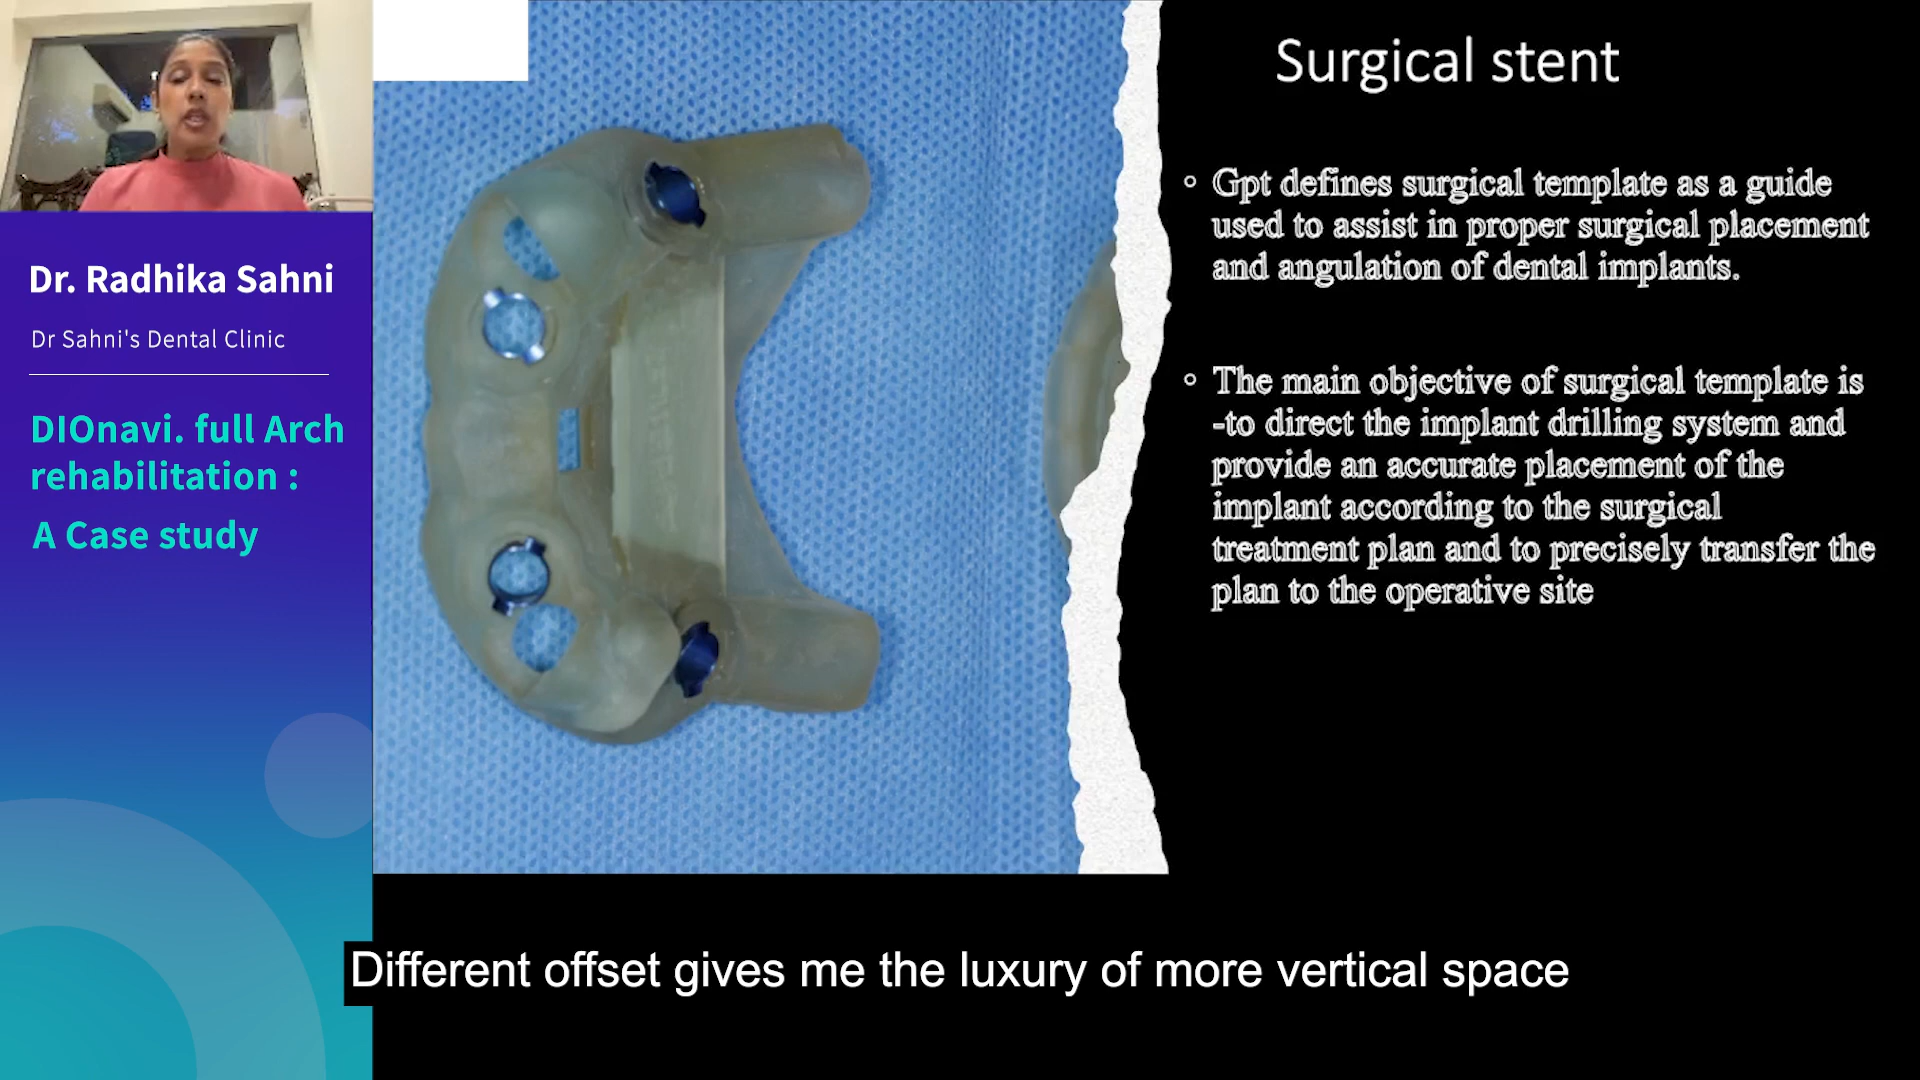 Dr. Radhika Sahni
Dr Sahni's Dental Clinic
DIOnavi. full Arch
rehabilitation :
A Case study
Surgical stent
Gpt defines surgical template as a guide
used to assist in proper surgical placement
and angulation of dental implants.
The main objective of surgical template is
-to direct the implant drilling system and
provide an accurate placement of the
implant according to the surgical
treatment plan and to precisely transfer the
plan to the operative site
Different offset gives me the luxury of more vertical space